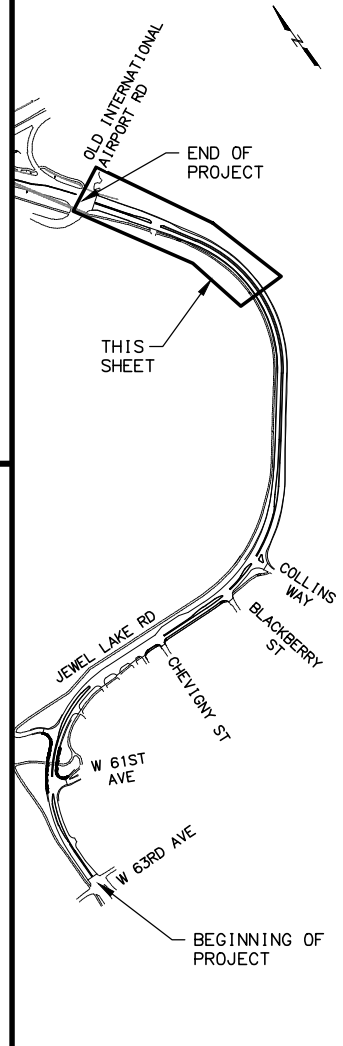 N
OLD INTERNATIONAL
AIRPORT RD
END OF
PROJECT
THIS
SHEET
COLLINS
WAY
BLACKBERRY
ST
JEWEL LAKE RD
CHEVIGNY ST
W 61ST
AVE
W 63RD AVE
BEGINNING OF
PROJECT